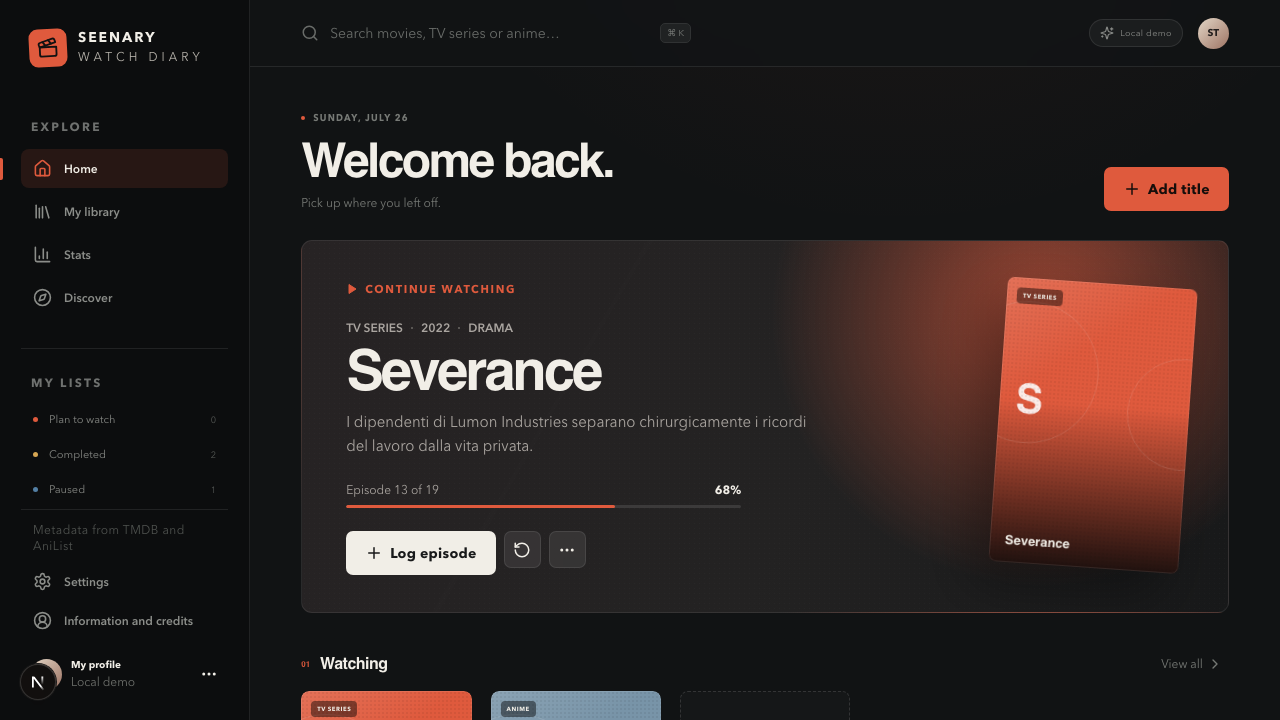 SEENARY
WATCH DIARY
EXPLORE
Home
My library
Stats
Discover
MY LISTS
Plan to watch 0
Completed 2
Paused 1
Metadata from TMDB and
AniList
Settings
Information and credits
N
My profile
Local demo
Search movies, TV series or anime…
⌘ K
Local demo
ST
SUNDAY, JULY 26
Welcome back.
Pick up where you left off.
Add title
CONTINUE WATCHING
TV SERIES · 2022 · DRAMA
Severance
I dipendenti di Lumon Industries separano chirurgicamente i ricordi
del lavoro dalla vita privata.
Episode 13 of 19 68%
Log episode
TV SERIES
S
Severance
01 Watching
View all
TV SERIES
ANIME